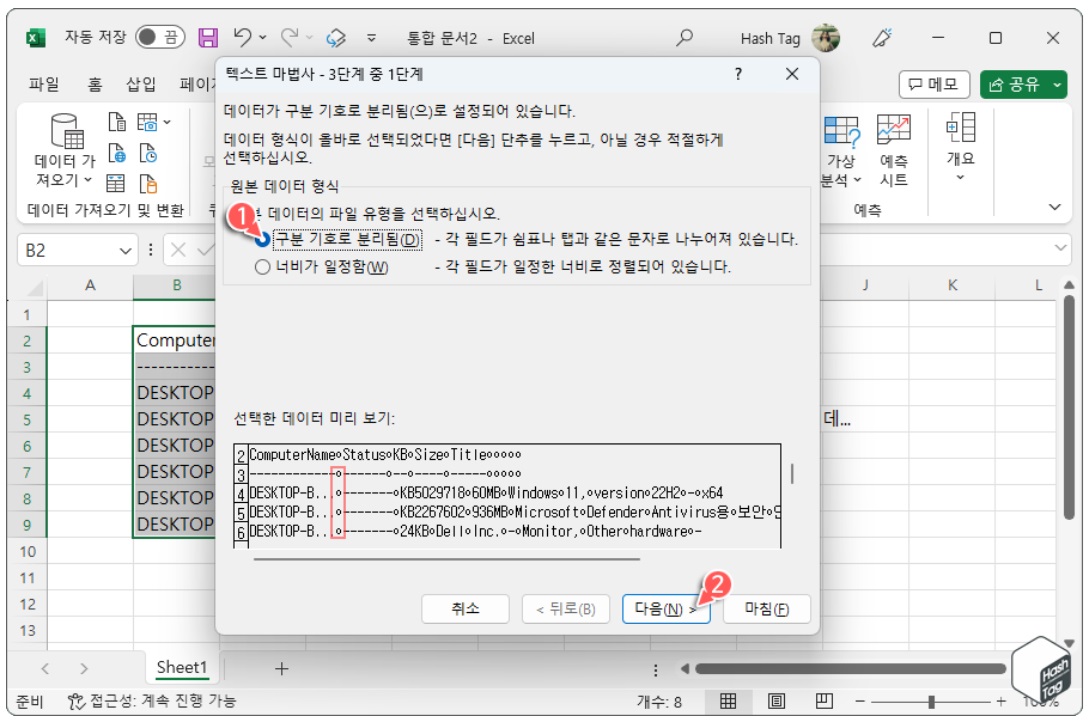 자동 저장 끔 통합 문서2 - Excel Hash Tag
파일 홈 삽입 메모 공유
텍스트 마법사 - 3단계 중 1단계 ?
데이터가 구분 기호로 분리됨(으)로 설정되어 있습니다.
데이터 형식이 올바로 선택되었다면 [다음] 단추를 누르고, 아닐 경우 적절하게
선택하십시오.
데이터 가
져오기
데이터 가져오기 및 변환
가상
분석
예측
시트
개요
예측
원본 데이터 형식
데이터의 파일 유형을 선택하십시오.
1
구분 기호로 분리됨(D) - 각 필드가 쉼표나 탭과 같은 문자로 나누어져 있습니다.
너비가 일정함(W) - 각 필드가 일정한 너비로 정렬되어 있습니다.
B2
A B J K L
1
2 Computer
3 -----------
4 DESKTOP
5 DESKTOP 데...
6 DESKTOP
7 DESKTOP
8 DESKTOP
9 DESKTOP
10
11
12
13
선택한 데이터 미리 보기:
2 ComputerName Status KB Size Title
3 ------------ ------ -- ---- -----
4 DESKTOP-B... ------- KB5029718 60MB Windows 11, version 22H2 - x64
5 DESKTOP-B... ------- KB2267602 936MB Microsoft Defender Antivirus용 보안
6 DESKTOP-B... ------- 24KB Dell Inc. - Monitor, Other hardware -
2
취소 < 뒤로(B) 다음(N) > 마침(F)
Sheet1
준비 접근성: 계속 진행 가능 개수: 8
Hash
Tag